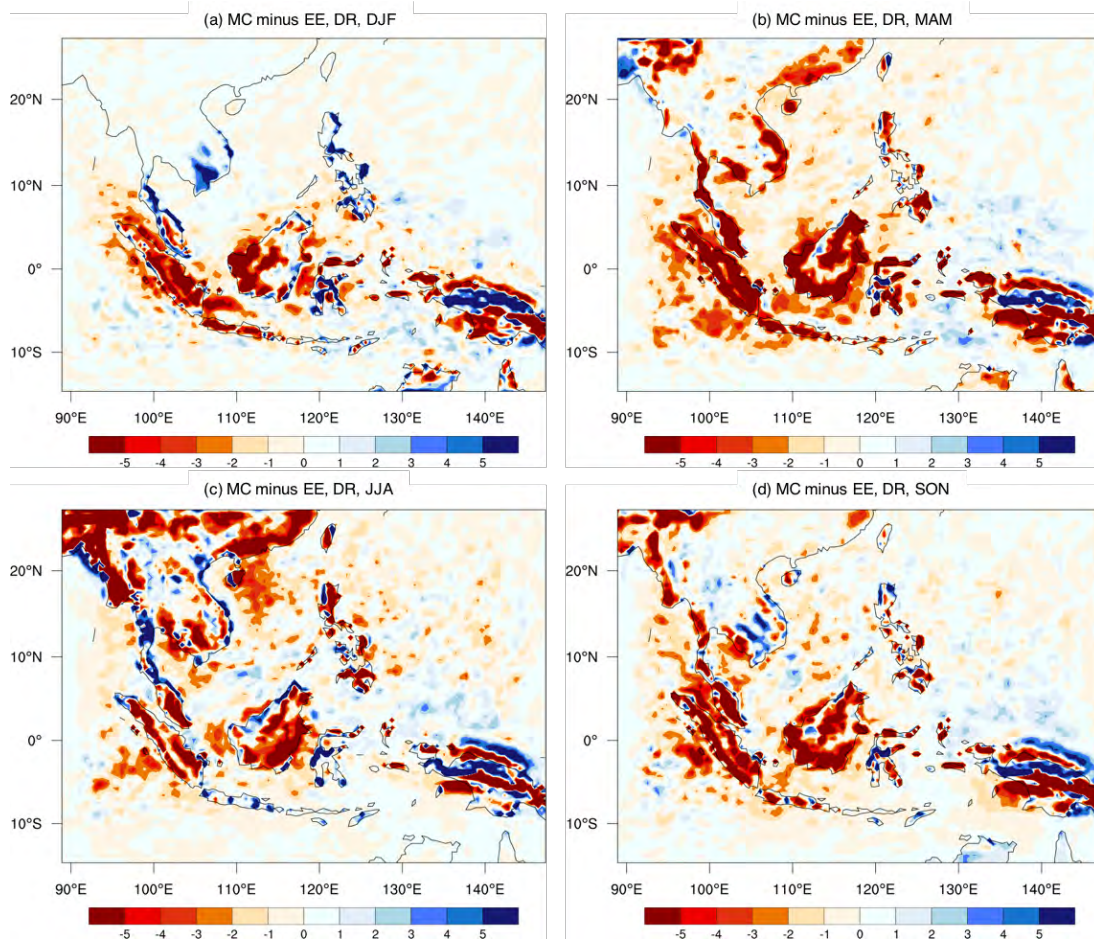 (a) MC minus EE, DR, DJF
20°N
10°N
0°
10°S
90°E 100°E 110°E 120°E 130°E 140°E
-5 -4 -3 -2 -1 0 1 2 3 4 5
(b) MC minus EE, DR, MAM
20°N
10°N
0°
10°S
90°E 100°E 110°E 120°E 130°E 140°E
-5 -4 -3 -2 -1 0 1 2 3 4 5
(c) MC minus EE, DR, JJA
20°N
10°N
0°
10°S
90°E 100°E 110°E 120°E 130°E 140°E
-5 -4 -3 -2 -1 0 1 2 3 4 5
(d) MC minus EE, DR, SON
20°N
10°N
0°
10°S
90°E 100°E 110°E 120°E 130°E 140°E
-5 -4 -3 -2 -1 0 1 2 3 4 5